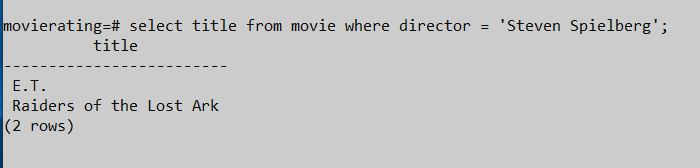 movierating=# select title from movie where director = 'Steven Spielberg';
title
-------------------------
E.T.
Raiders of the Lost Ark
(2 rows)